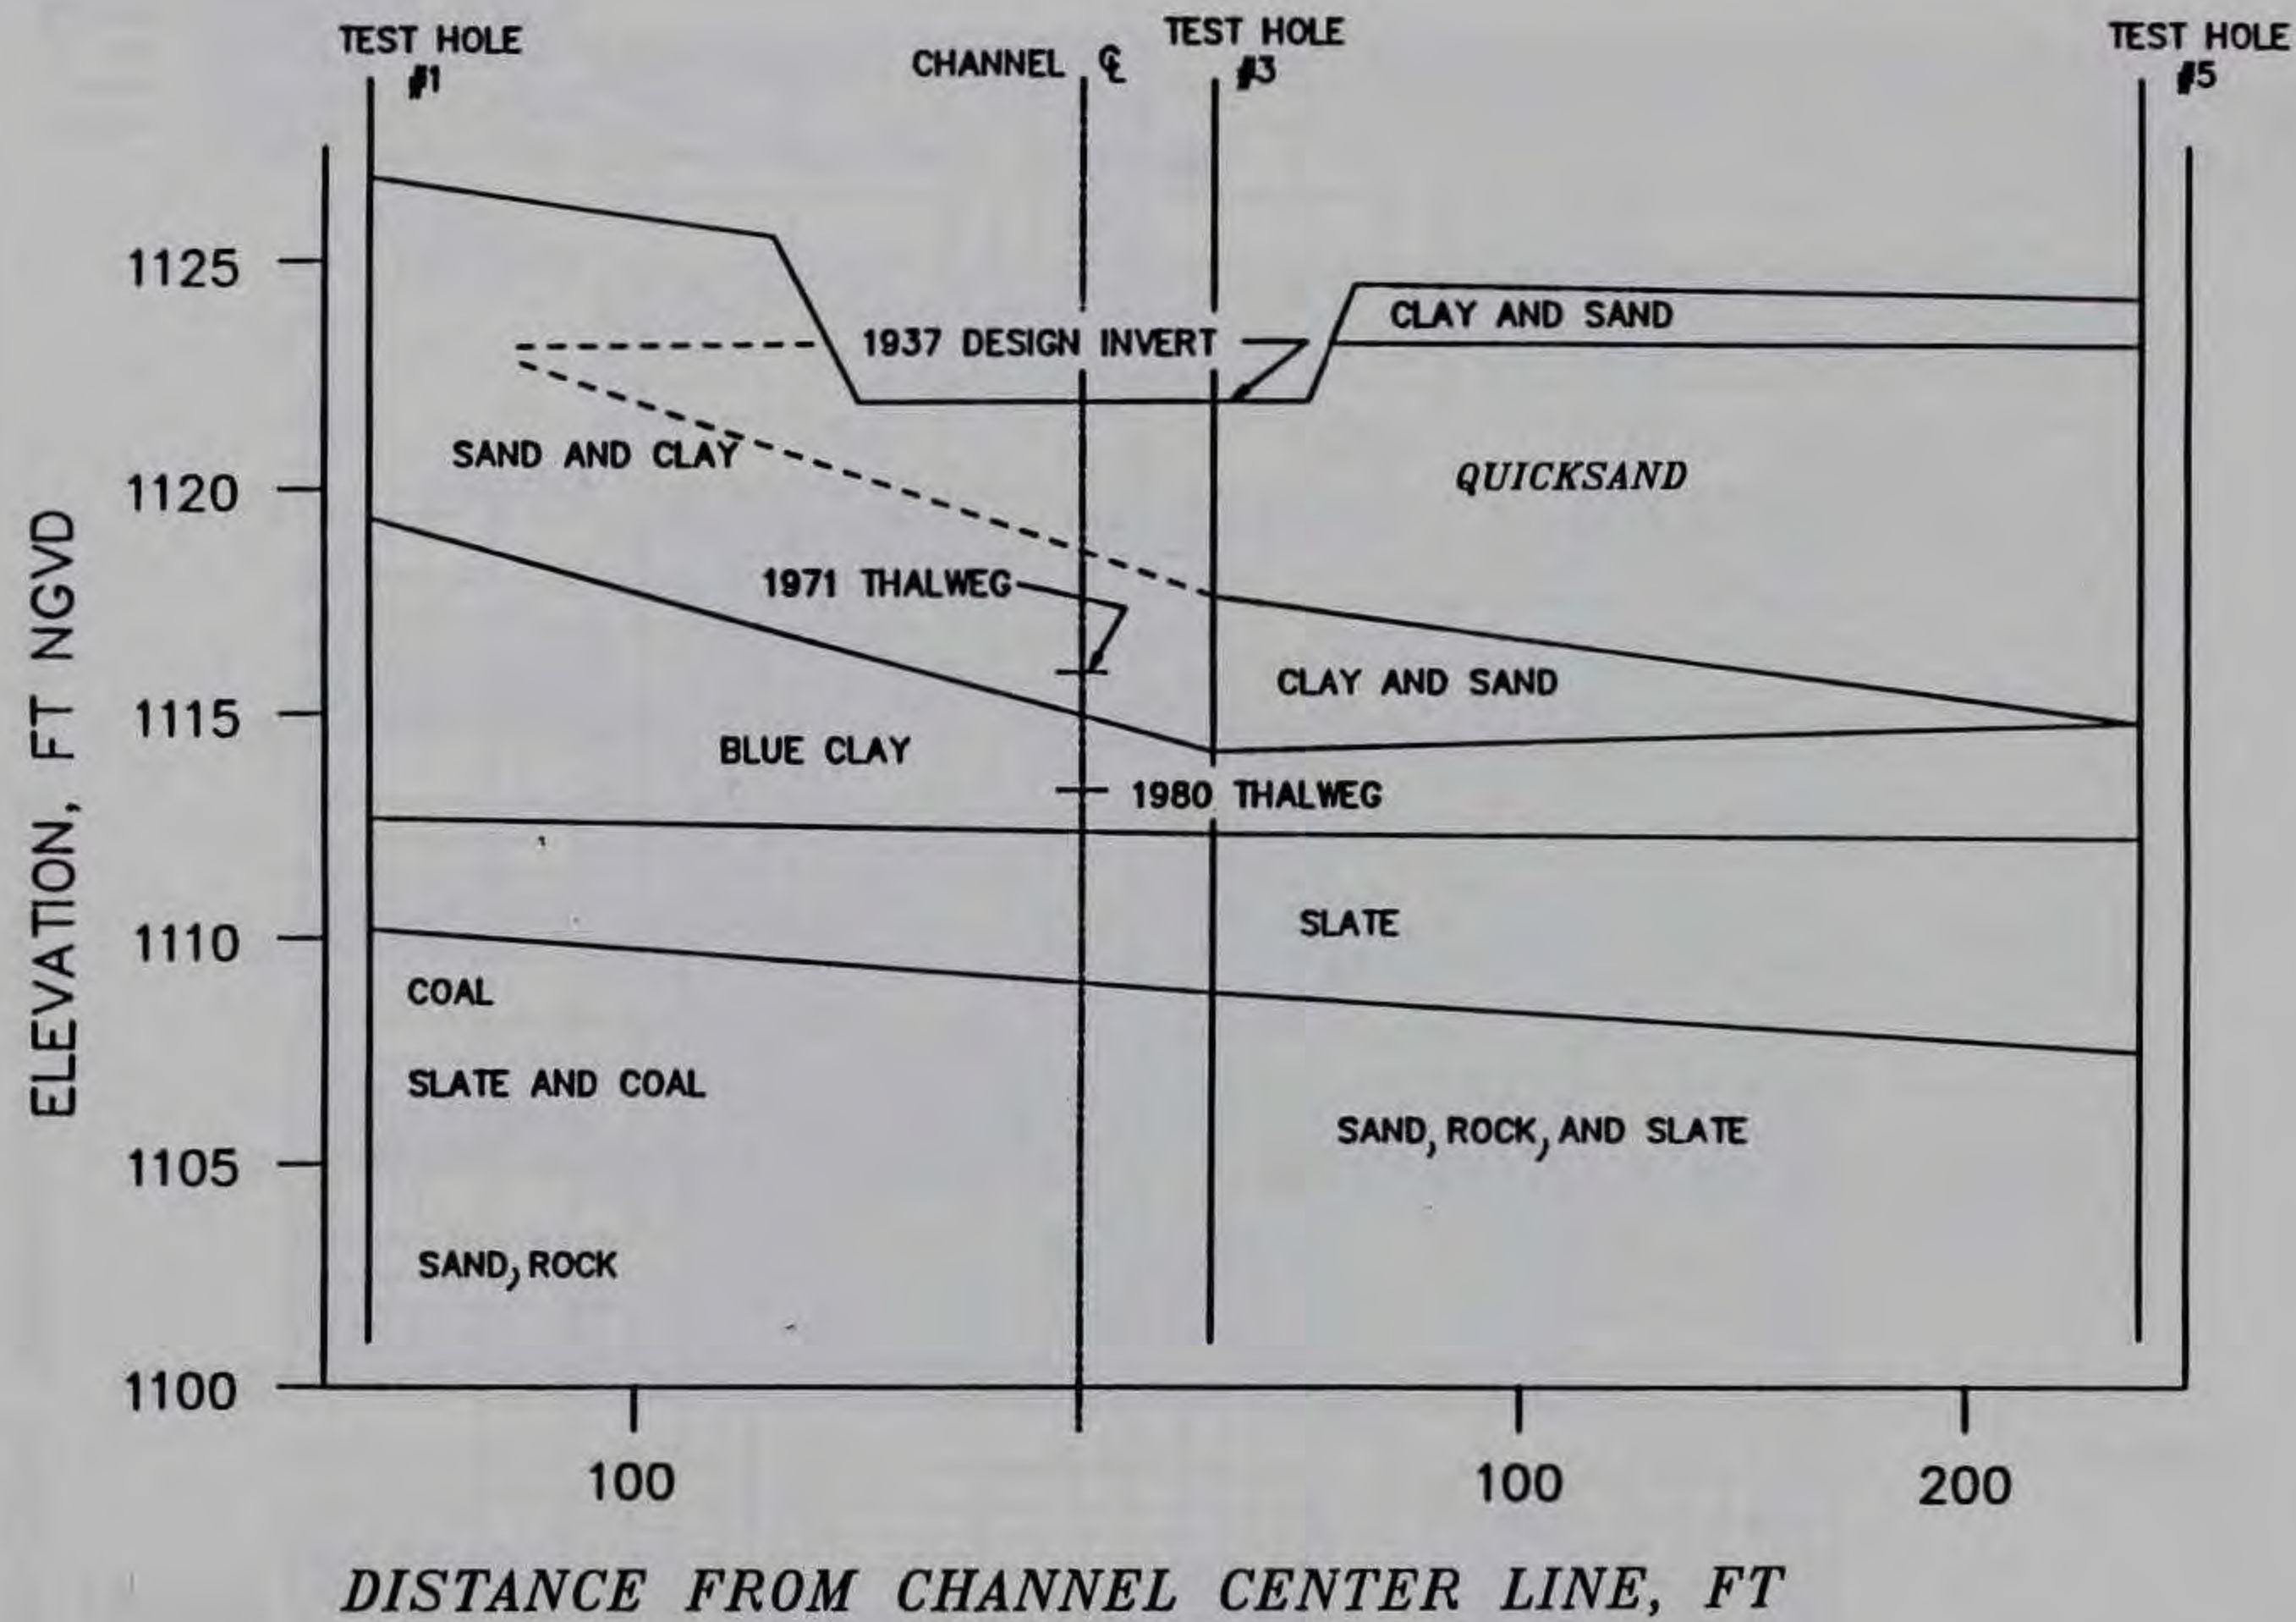 TEST HOLE
#1
CHANNEL ℄
TEST HOLE
#3
TEST HOLE
#5
1125
1120
1115
1110
1105
1100
ELEVATION, FT NGVD
1937 DESIGN INVERT
CLAY AND SAND
SAND AND CLAY
QUICKSAND
1971 THALWEG
CLAY AND SAND
BLUE CLAY
1980 THALWEG
SLATE
COAL
SLATE AND COAL
SAND, ROCK, AND SLATE
SAND, ROCK
100
100
200
DISTANCE FROM CHANNEL CENTER LINE, FT